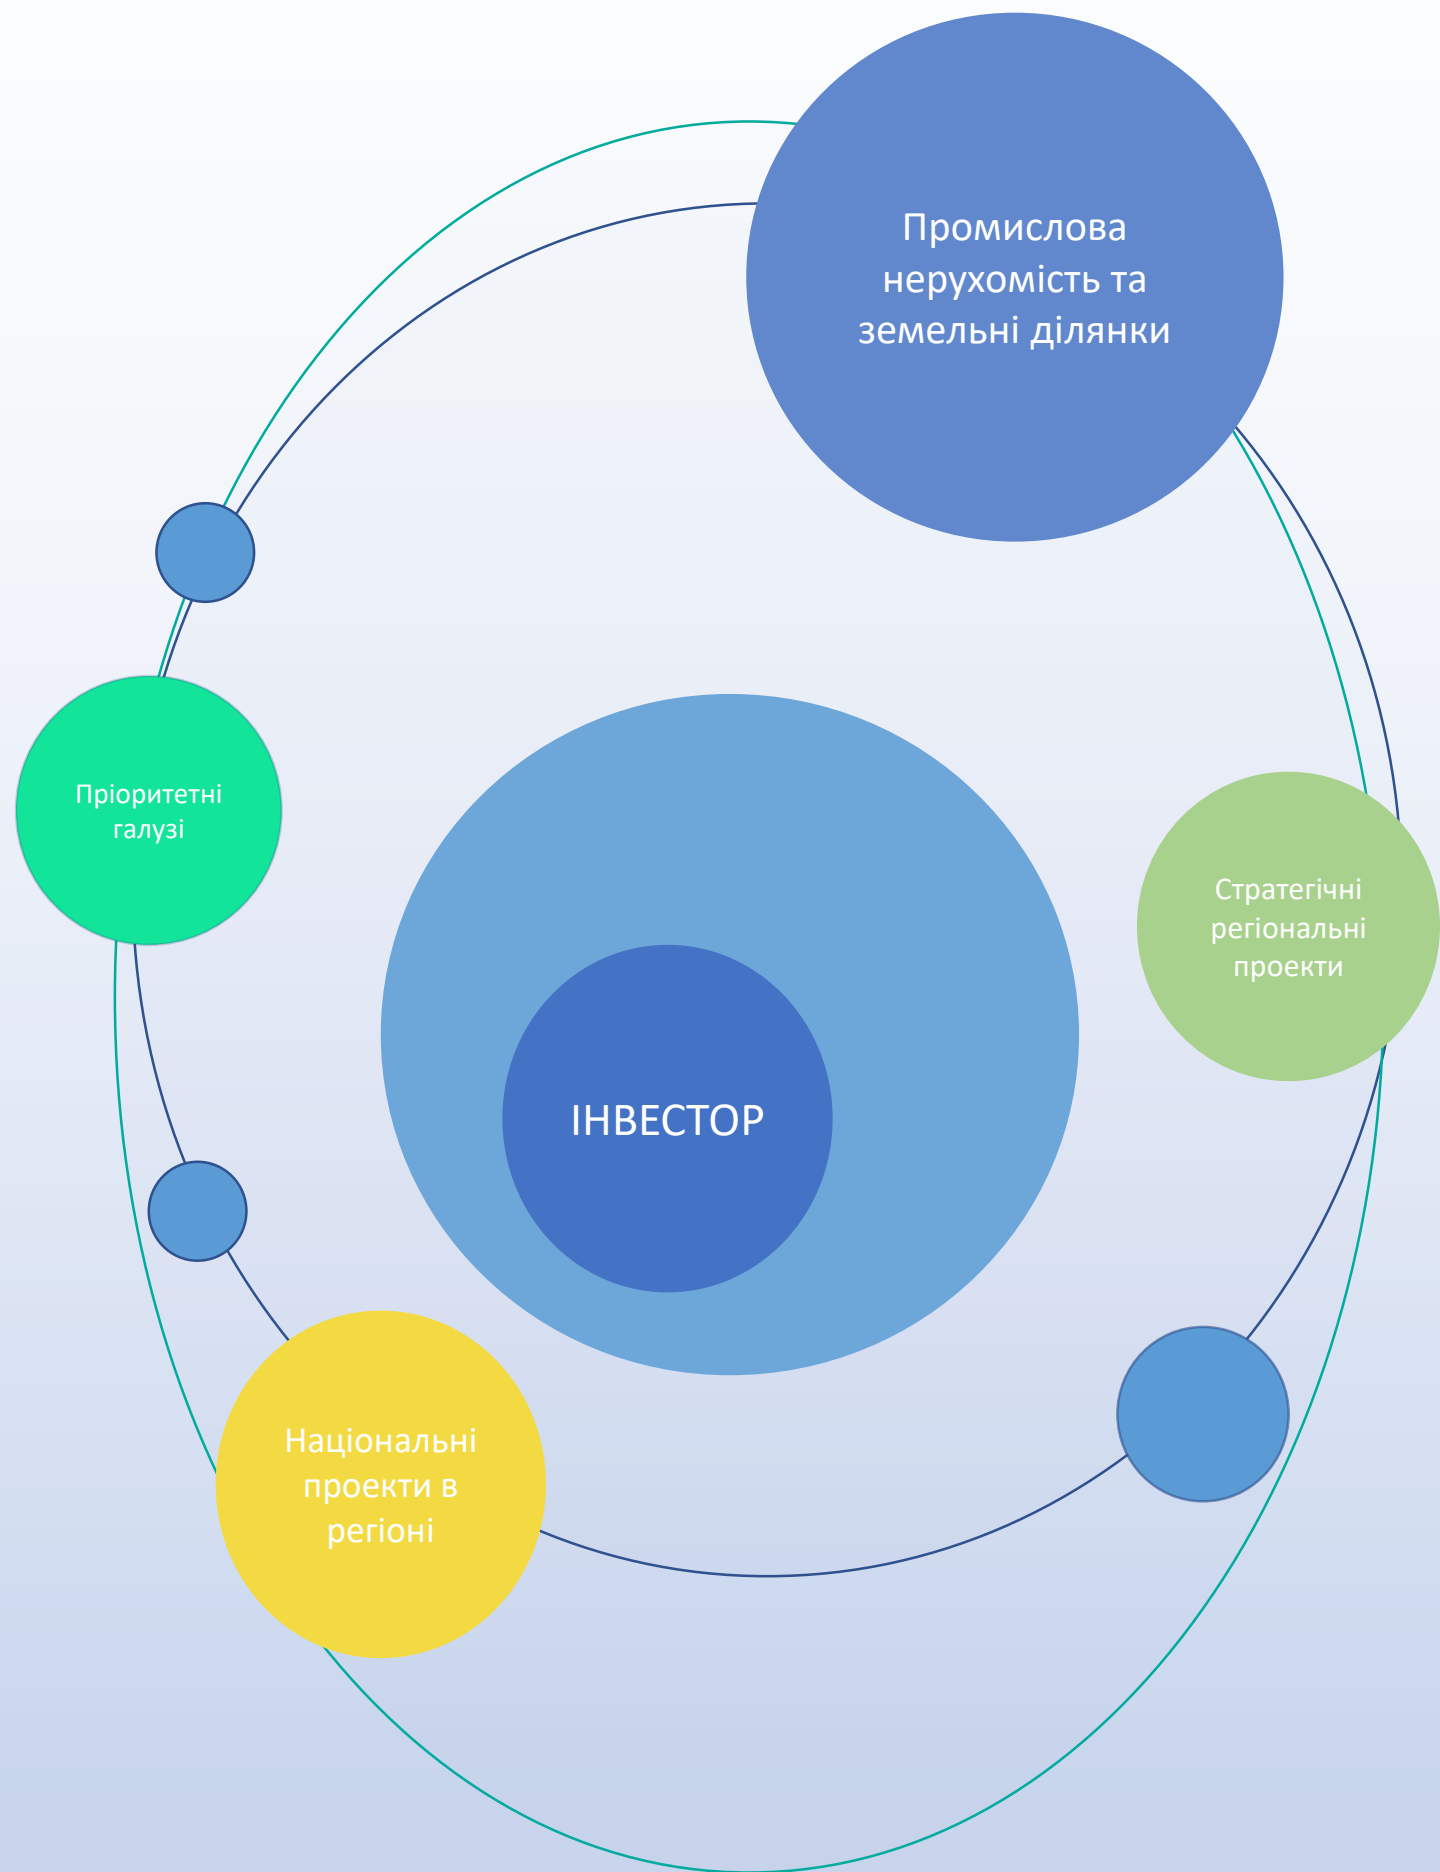 Промислова
нерухомість та
земельні ділянки
Пріоритетні
галузі
Стратегічні
регіональні
проекти
ІНВЕСТОР
Національні
проекти в
регіоні